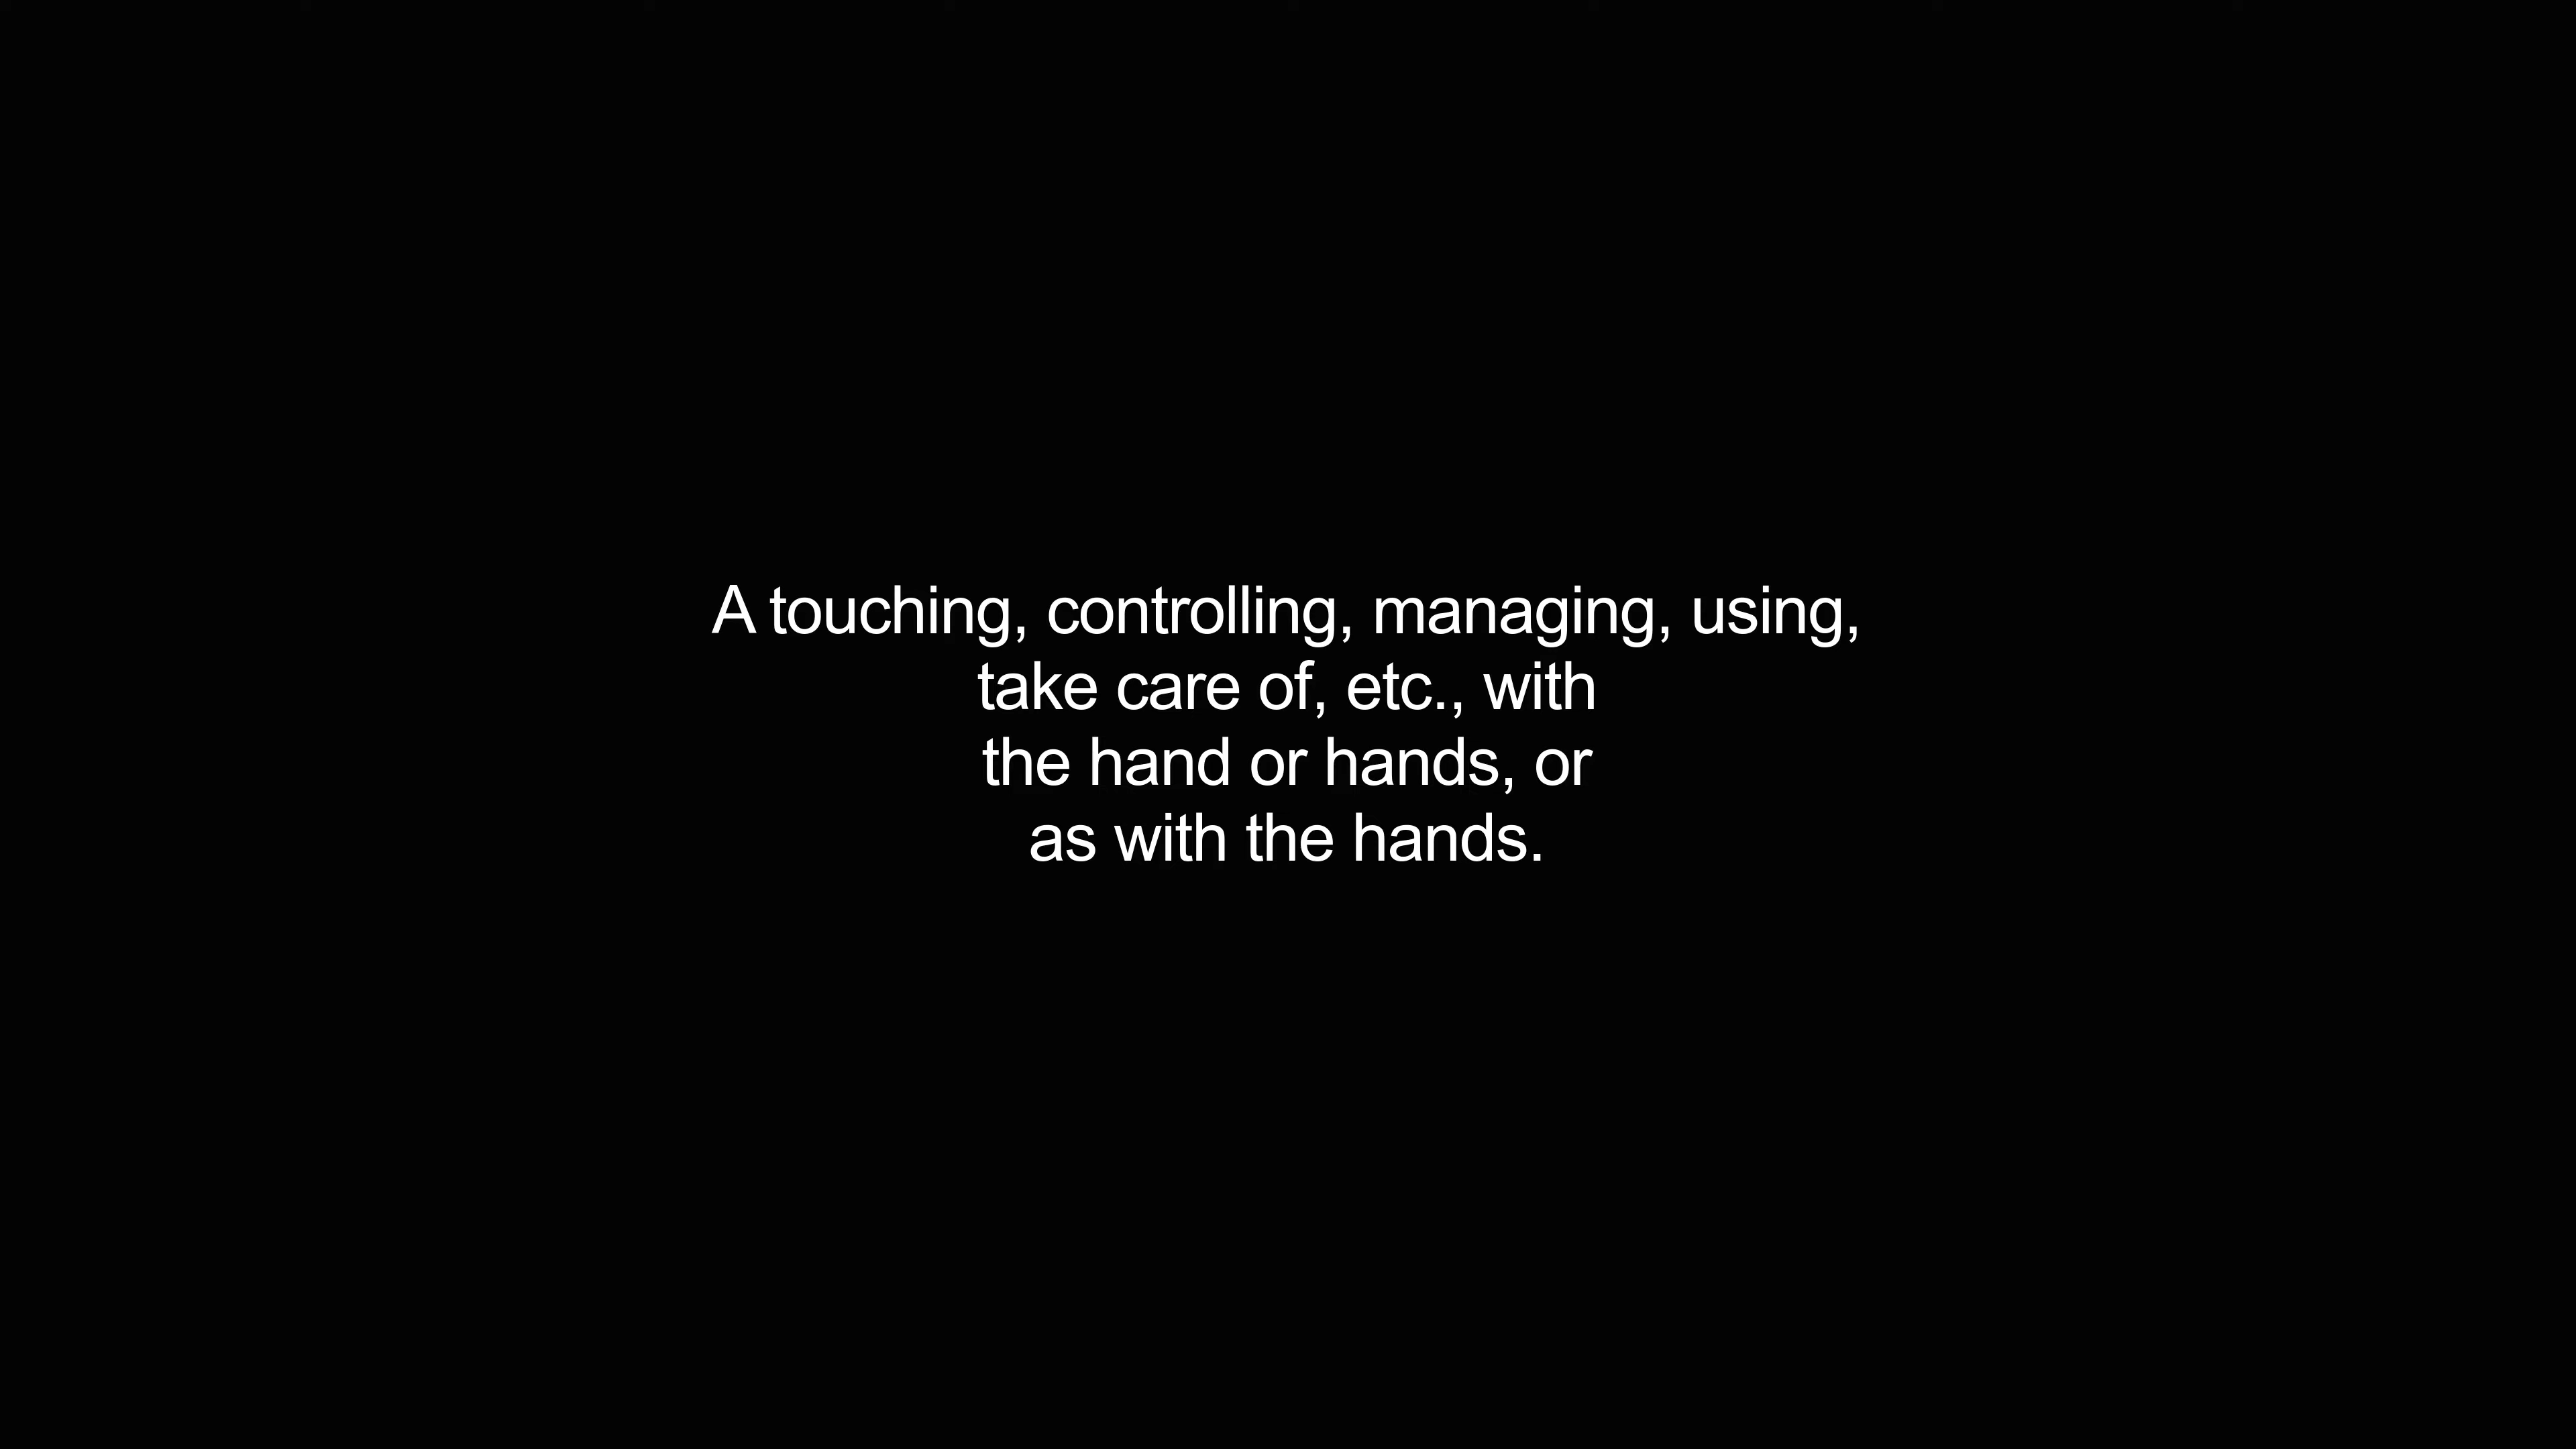 A touching, controlling, managing, using,
take care of, etc., with
the hand or hands, or
as with the hands.